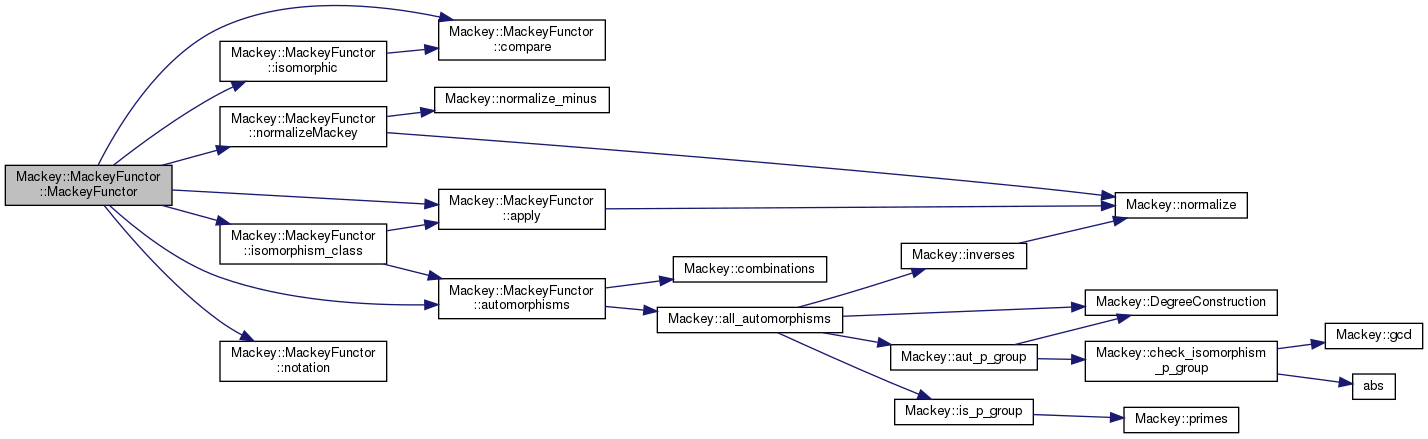 Mackey::MackeyFunctor
::MackeyFunctor
Mackey::MackeyFunctor
::compare
Mackey::MackeyFunctor
::isomorphic
Mackey::MackeyFunctor
::normalizeMackey
Mackey::normalize_minus
Mackey::MackeyFunctor
::apply
Mackey::MackeyFunctor
::isomorphism_class
Mackey::MackeyFunctor
::automorphisms
Mackey::MackeyFunctor
::notation
Mackey::combinations
Mackey::all_automorphisms
Mackey::normalize
Mackey::inverses
Mackey::DegreeConstruction
Mackey::aut_p_group
Mackey::check_isomorphism
_p_group
Mackey::gcd
abs
Mackey::is_p_group
Mackey::primes